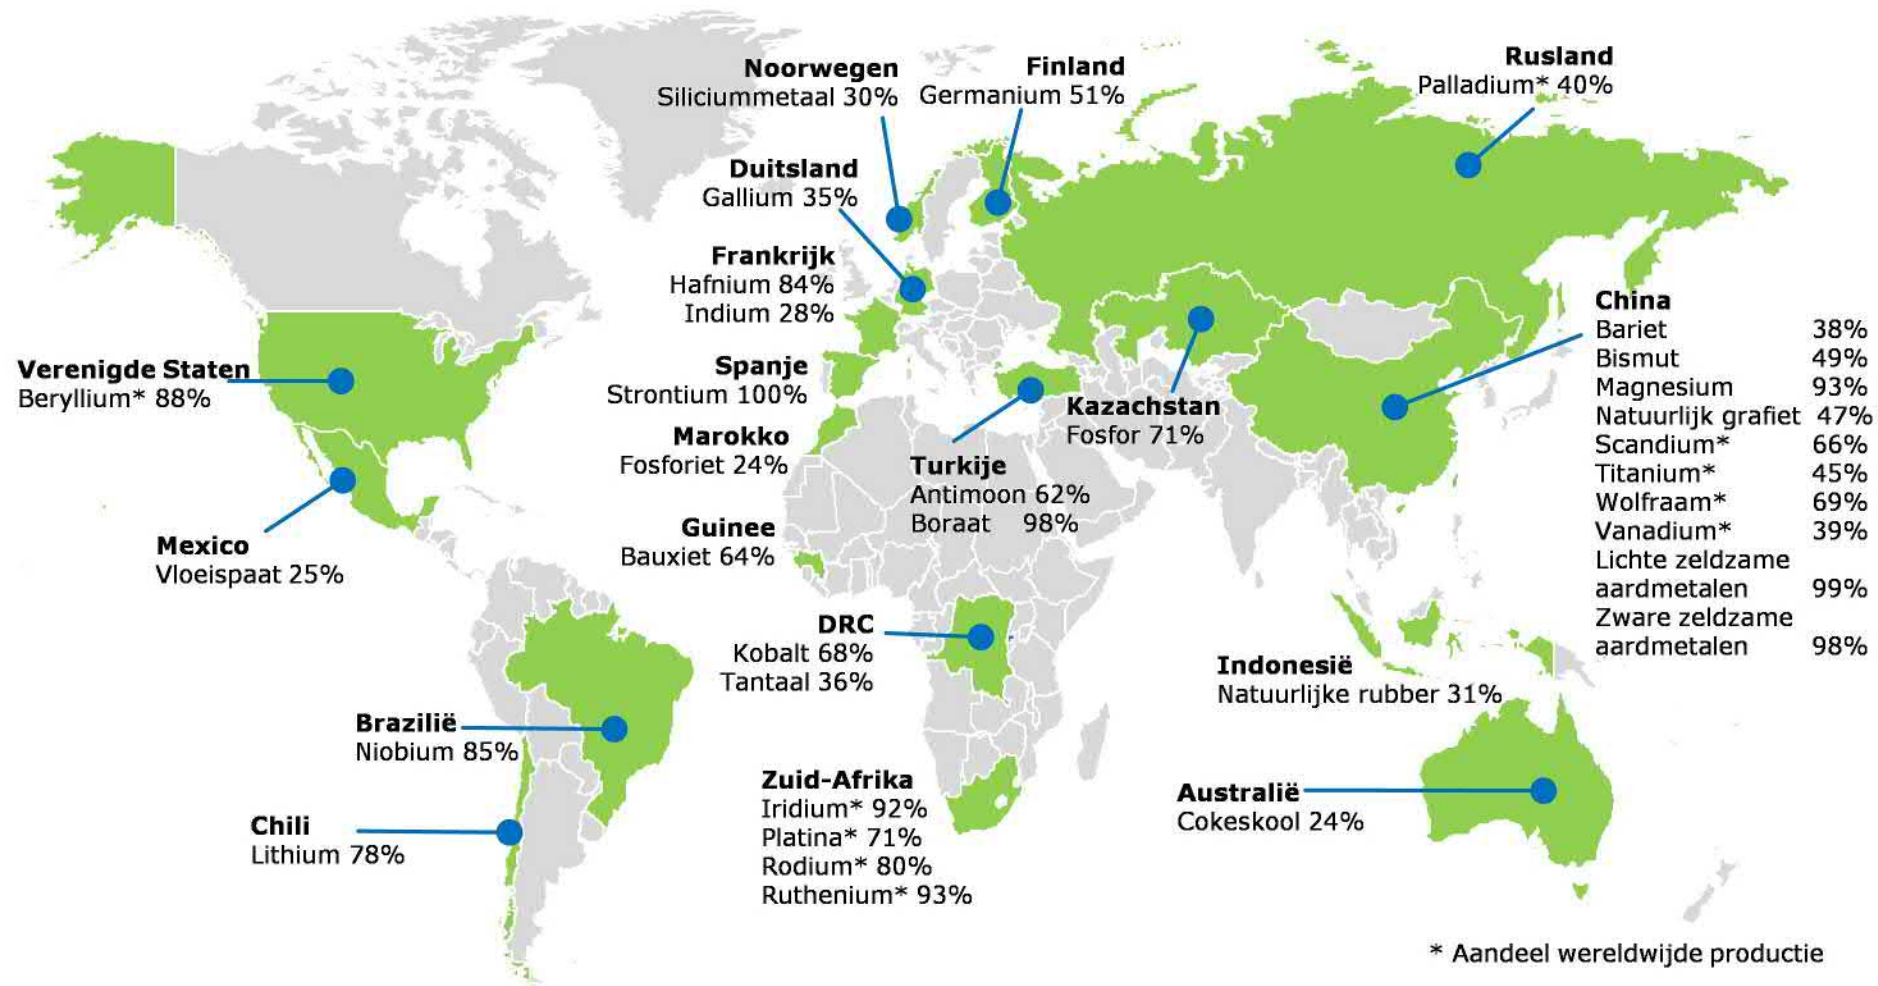 Noorwegen
Siliciummetaal 30%
Finland
Germanium 51%
Rusland
Palladium* 40%
Duitsland
Gallium 35%
Frankrijk
Hafnium 84%
Indium 28%
China
Bariet 38%
Bismut 49%
Magnesium 93%
Natuurlijk grafiet 47%
Scandium* 66%
Titanium* 45%
Wolfraam* 69%
Vanadium* 39%
Lichte zeldzame
aardmetalen 99%
Zware zeldzame
aardmetalen 98%
Verenigde Staten
Beryllium* 88%
Spanje
Strontium 100%
Kazachstan
Fosfor 71%
Marokko
Fosforiet 24%
Turkije
Antimoon 62%
Boraat 98%
Mexico
Vloeispaat 25%
Guinee
Bauxiet 64%
DRC
Kobalt 68%
Tantaal 36%
Indonesië
Natuurlijke rubber 31%
Brazilië
Niobium 85%
Zuid-Afrika
Iridium* 92%
Platina* 71%
Rodium* 80%
Ruthenium* 93%
Australië
Cokeskool 24%
Chili
Lithium 78%
* Aandeel wereldwijde productie